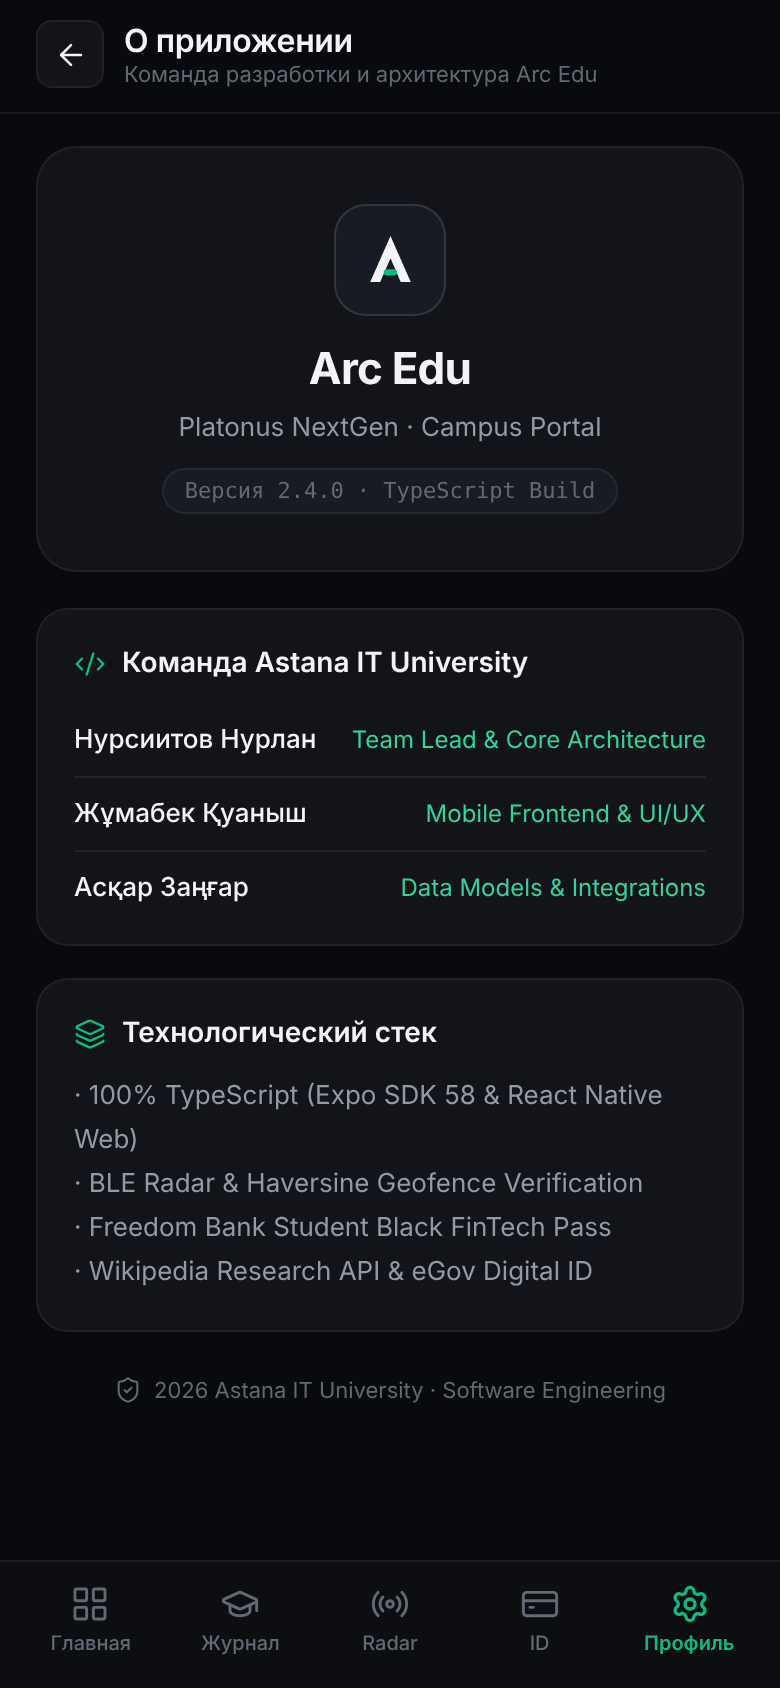 О приложении
Команда разработки и архитектура Arc Edu
Arc Edu
Platonus NextGen · Campus Portal
Версия 2.4.0 · TypeScript Build
Команда Astana IT University
Нурсиитов Нурлан Team Lead & Core Architecture
Жұмабек Қуаныш Mobile Frontend & UI/UX
Асқар Заңғар Data Models & Integrations
Технологический стек
· 100% TypeScript (Expo SDK 58 & React Native
Web)
· BLE Radar & Haversine Geofence Verification
· Freedom Bank Student Black FinTech Pass
· Wikipedia Research API & eGov Digital ID
2026 Astana IT University · Software Engineering
Главная Журнал Radar ID Профиль